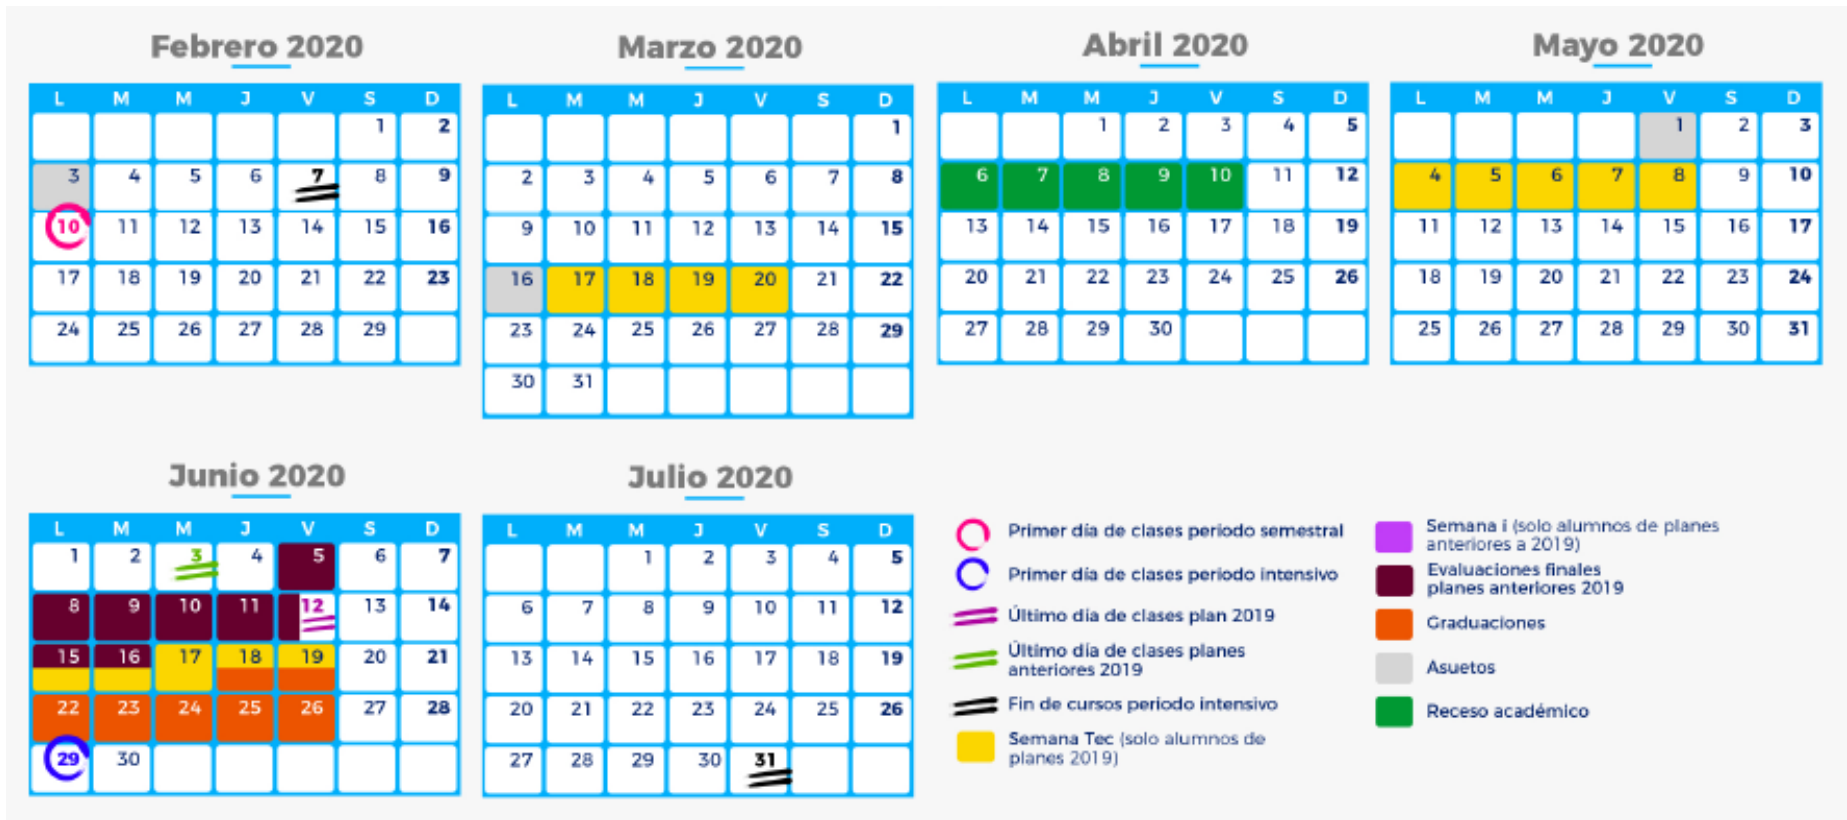 Febrero 2020
L M M J V S D
1 2
3 4 5 6 7 8 9
10 11 12 13 14 15 16
17 18 19 20 21 22 23
24 25 26 27 28 29
Marzo 2020
L M M J V S D
1
2 3 4 5 6 7 8
9 10 11 12 13 14 15
16 17 18 19 20 21 22
23 24 25 26 27 28 29
30 31
Abril 2020
L M M J V S D
1 2 3 4 5
6 7 8 9 10 11 12
13 14 15 16 17 18 19
20 21 22 23 24 25 26
27 28 29 30
Mayo 2020
L M M J V S D
1 2 3
4 5 6 7 8 9 10
11 12 13 14 15 16 17
18 19 20 21 22 23 24
25 26 27 28 29 30 31
Junio 2020
L M M J V S D
1 2 3 4 5 6 7
8 9 10 11 12 13 14
15 16 17 18 19 20 21
22 23 24 25 26 27 28
29 30
Julio 2020
L M M J V S D
1 2 3 4 5
6 7 8 9 10 11 12
13 14 15 16 17 18 19
20 21 22 23 24 25 26
27 28 29 30 31
Primer día de clases periodo semestral
Primer día de clases periodo intensivo
Último día de clases plan 2019
Último día de clases planes
anteriores 2019
Fin de cursos periodo intensivo
Semana Tec (solo alumnos de
planes 2019)
Semana i (solo alumnos de planes
anteriores a 2019)
Evaluaciones finales
planes anteriores 2019
Graduaciones
Asuetos
Receso académico